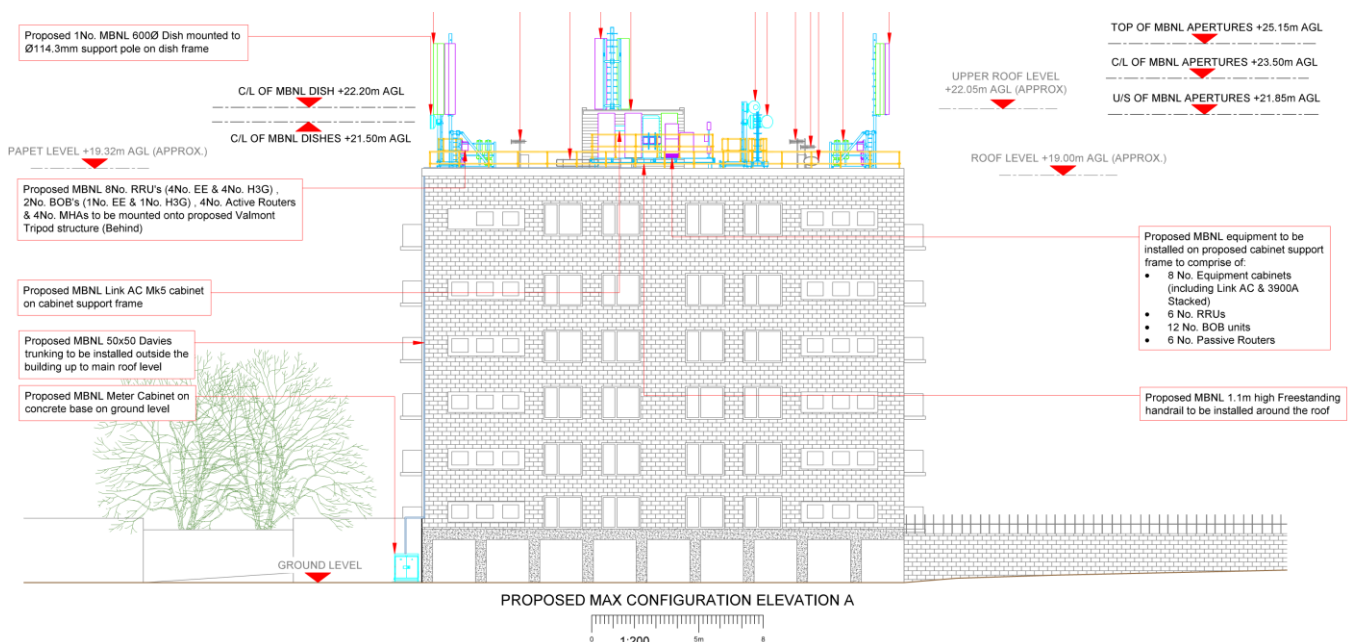 Proposed 1No. MBNL 600Ø Dish mounted to
Ø114.3mm support pole on dish frame
C/L OF MBNL DISH +22.20m AGL
C/L OF MBNL DISHES +21.50m AGL
PAPET LEVEL +19.32m AGL (APPROX.)
TOP OF MBNL APERTURES +25.15m AGL
C/L OF MBNL APERTURES +23.50m AGL
U/S OF MBNL APERTURES +21.85m AGL
UPPER ROOF LEVEL
+22.05m AGL (APPROX)
ROOF LEVEL +19.00m AGL (APPROX.)
Proposed MBNL 8No. RRU's (4No. EE & 4No. H3G) ,
2No. BOB's (1No. EE & 1No. H3G) , 4No. Active Routers
& 4No. MHAs to be mounted onto proposed Valmont
Tripod structure (Behind)
Proposed MBNL Link AC Mk5 cabinet
on cabinet support frame
Proposed MBNL 50x50 Davies
trunking to be installed outside the
building up to main roof level
Proposed MBNL Meter Cabinet on
concrete base on ground level
Proposed MBNL equipment to be
installed on proposed cabinet support
frame to comprise of:
• 8 No. Equipment cabinets
(including Link AC & 3900A
Stacked)
• 6 No. RRUs
• 12 No. BOB units
• 6 No. Passive Routers
Proposed MBNL 1.1m high Freestanding
handrail to be installed around the roof
GROUND LEVEL
PROPOSED MAX CONFIGURATION ELEVATION A
0 1:200 5m 8